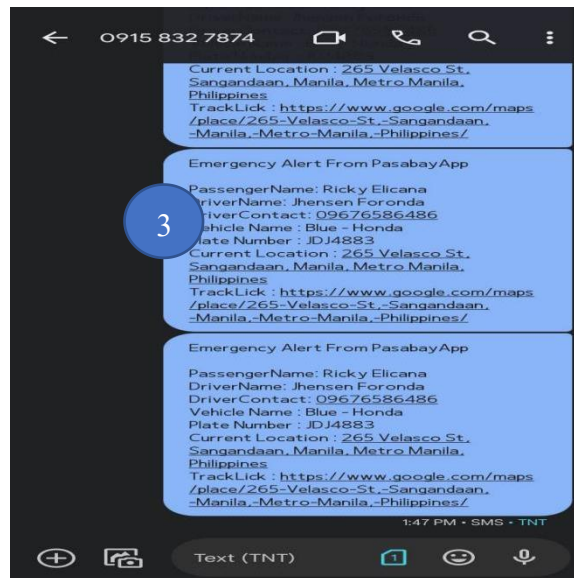 0915 832 7874
Current Location : 265 Velasco St,
Sangandaan, Manila, Metro Manila,
Philippines
TrackLick : https://www.google.com/maps
/place/265-Velasco-St,-Sangandaan,
-Manila,-Metro-Manila,-Philippines/
Emergency Alert From PasabayApp
PassengerName: Ricky Elicana
DriverName: Jhensen Foronda
DriverContact: 09676586486
Vehicle Name : Blue - Honda
Plate Number : JDJ4883
Current Location : 265 Velasco St,
Sangandaan, Manila, Metro Manila,
Philippines
TrackLick : https://www.google.com/maps
/place/265-Velasco-St,-Sangandaan,
-Manila,-Metro-Manila,-Philippines/
3
Emergency Alert From PasabayApp
PassengerName: Ricky Elicana
DriverName: Jhensen Foronda
DriverContact: 09676586486
Vehicle Name : Blue - Honda
Plate Number : JDJ4883
Current Location : 265 Velasco St,
Sangandaan, Manila, Metro Manila,
Philippines
TrackLick : https://www.google.com/maps
/place/265-Velasco-St,-Sangandaan,
-Manila,-Metro-Manila,-Philippines/
1:47 PM • SMS • TNT
Text (TNT)
1